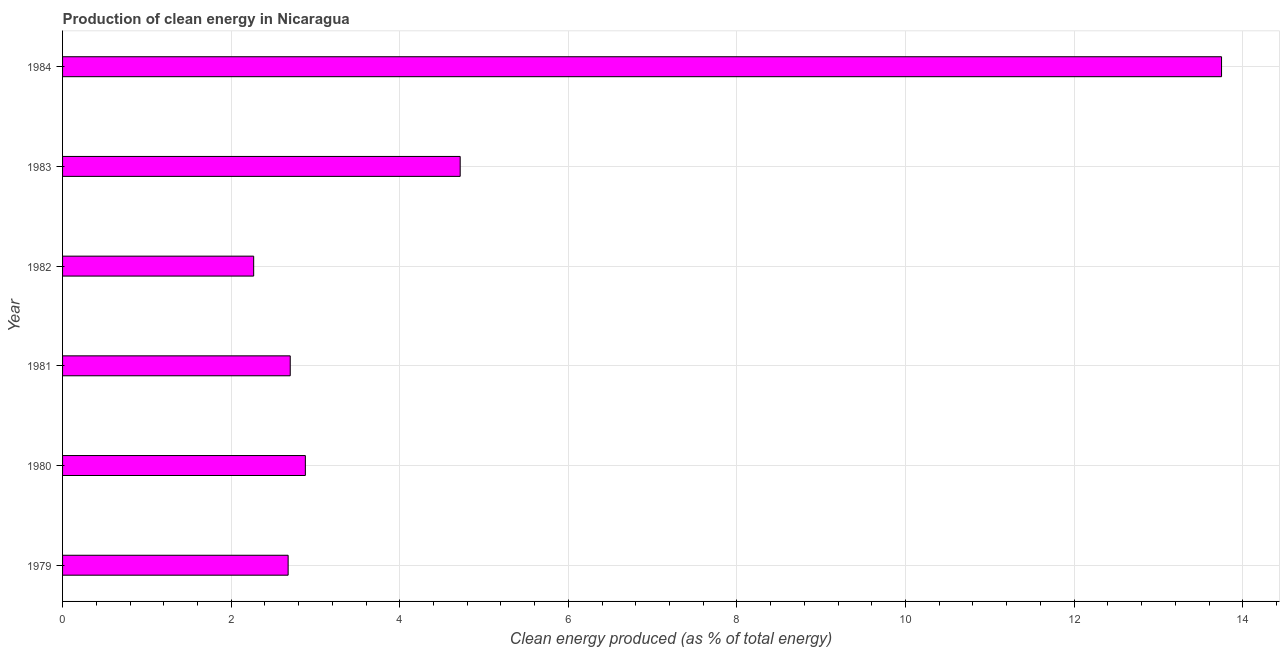 Production of clean energy in Nicaragua
1984
1983
1982
1981
1980
1979
Year
0 2 4 6 8 10 12 14
Clean energy produced (as % of total energy)